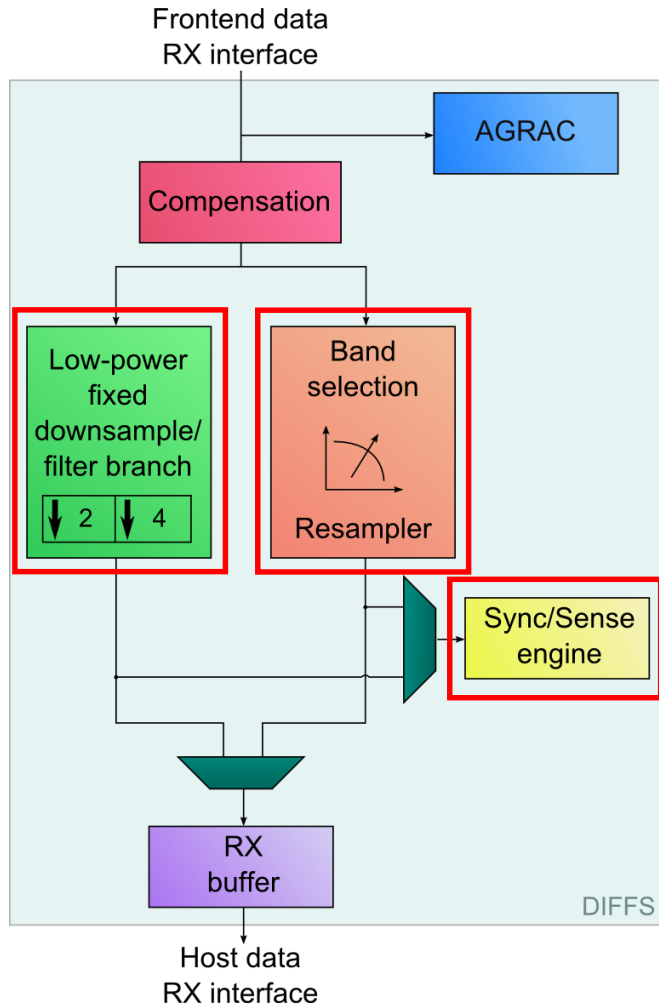 Frontend data
RX interface
AGRAC
Compensation
Low-power
fixed
downsample/
filter branch
2 4
Band
selection
Resampler
Sync/Sense
engine
RX
buffer
DIFFS
Host data
RX interface